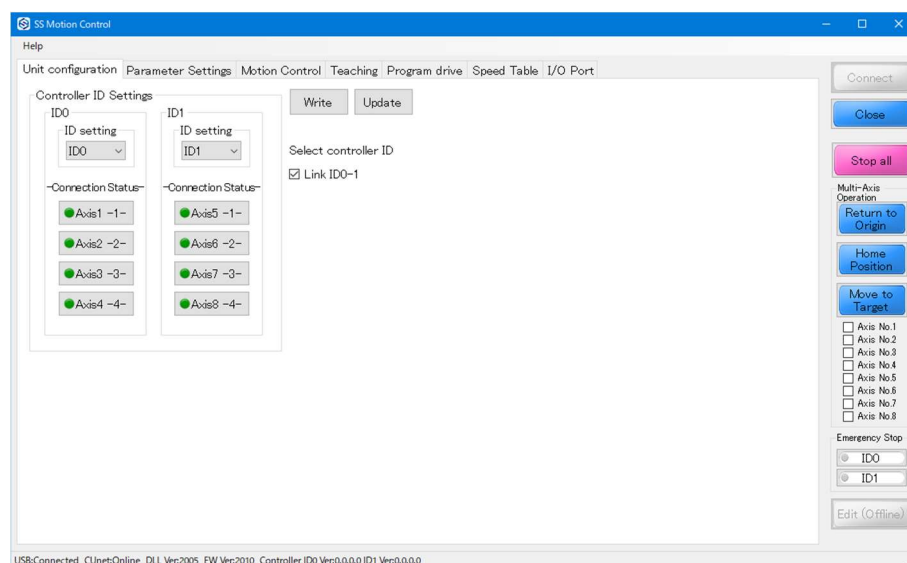 SS Motion Control
Help
Unit configuration Parameter Settings Motion Control Teaching Program drive Speed Table I/O Port
Controller ID Settings
ID0
ID setting
ID0
-Connection Status-
Axis1 -1-
Axis2 -2-
Axis3 -3-
Axis4 -4-
ID1
ID setting
ID1
-Connection Status-
Axis5 -1-
Axis6 -2-
Axis7 -3-
Axis8 -4-
Write Update
Select controller ID
Link ID0-1
Connect
Close
Stop all
Multi-Axis
Operation
Return to
Origin
Home
Position
Move to
Target
Axis No.1
Axis No.2
Axis No.3
Axis No.4
Axis No.5
Axis No.6
Axis No.7
Axis No.8
Emergency Stop
ID0
ID1
Edit (Offline)
USB:Connected CUnet:Online DLL Ver:2005 FW Ver:2010 Controller ID0 Ver:0.0.0.0 ID1 Ver:0.0.0.0